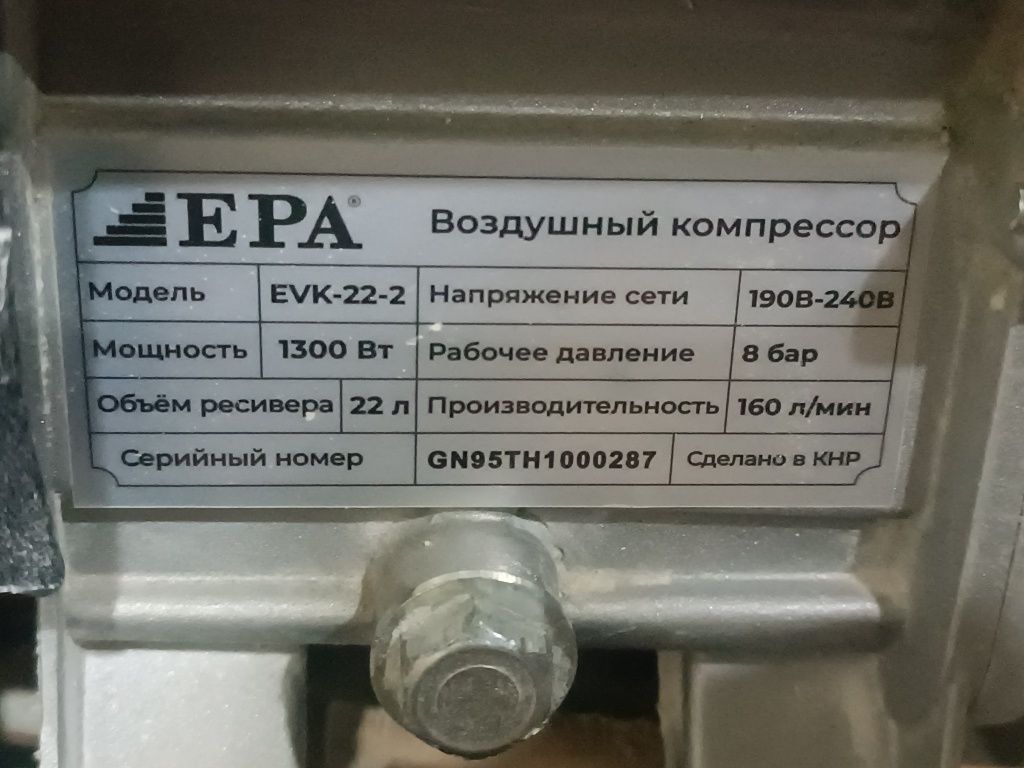 EPA® Воздушный компрессор
Модель EVK-22-2 Напряжение сети 190В-240В
Мощность 1300 Вт Рабочее давление 8 бар
Объём ресивера 22 л Производительность 160 л/мин
Серийный номер GN95TH1000287 Сделано в КНР